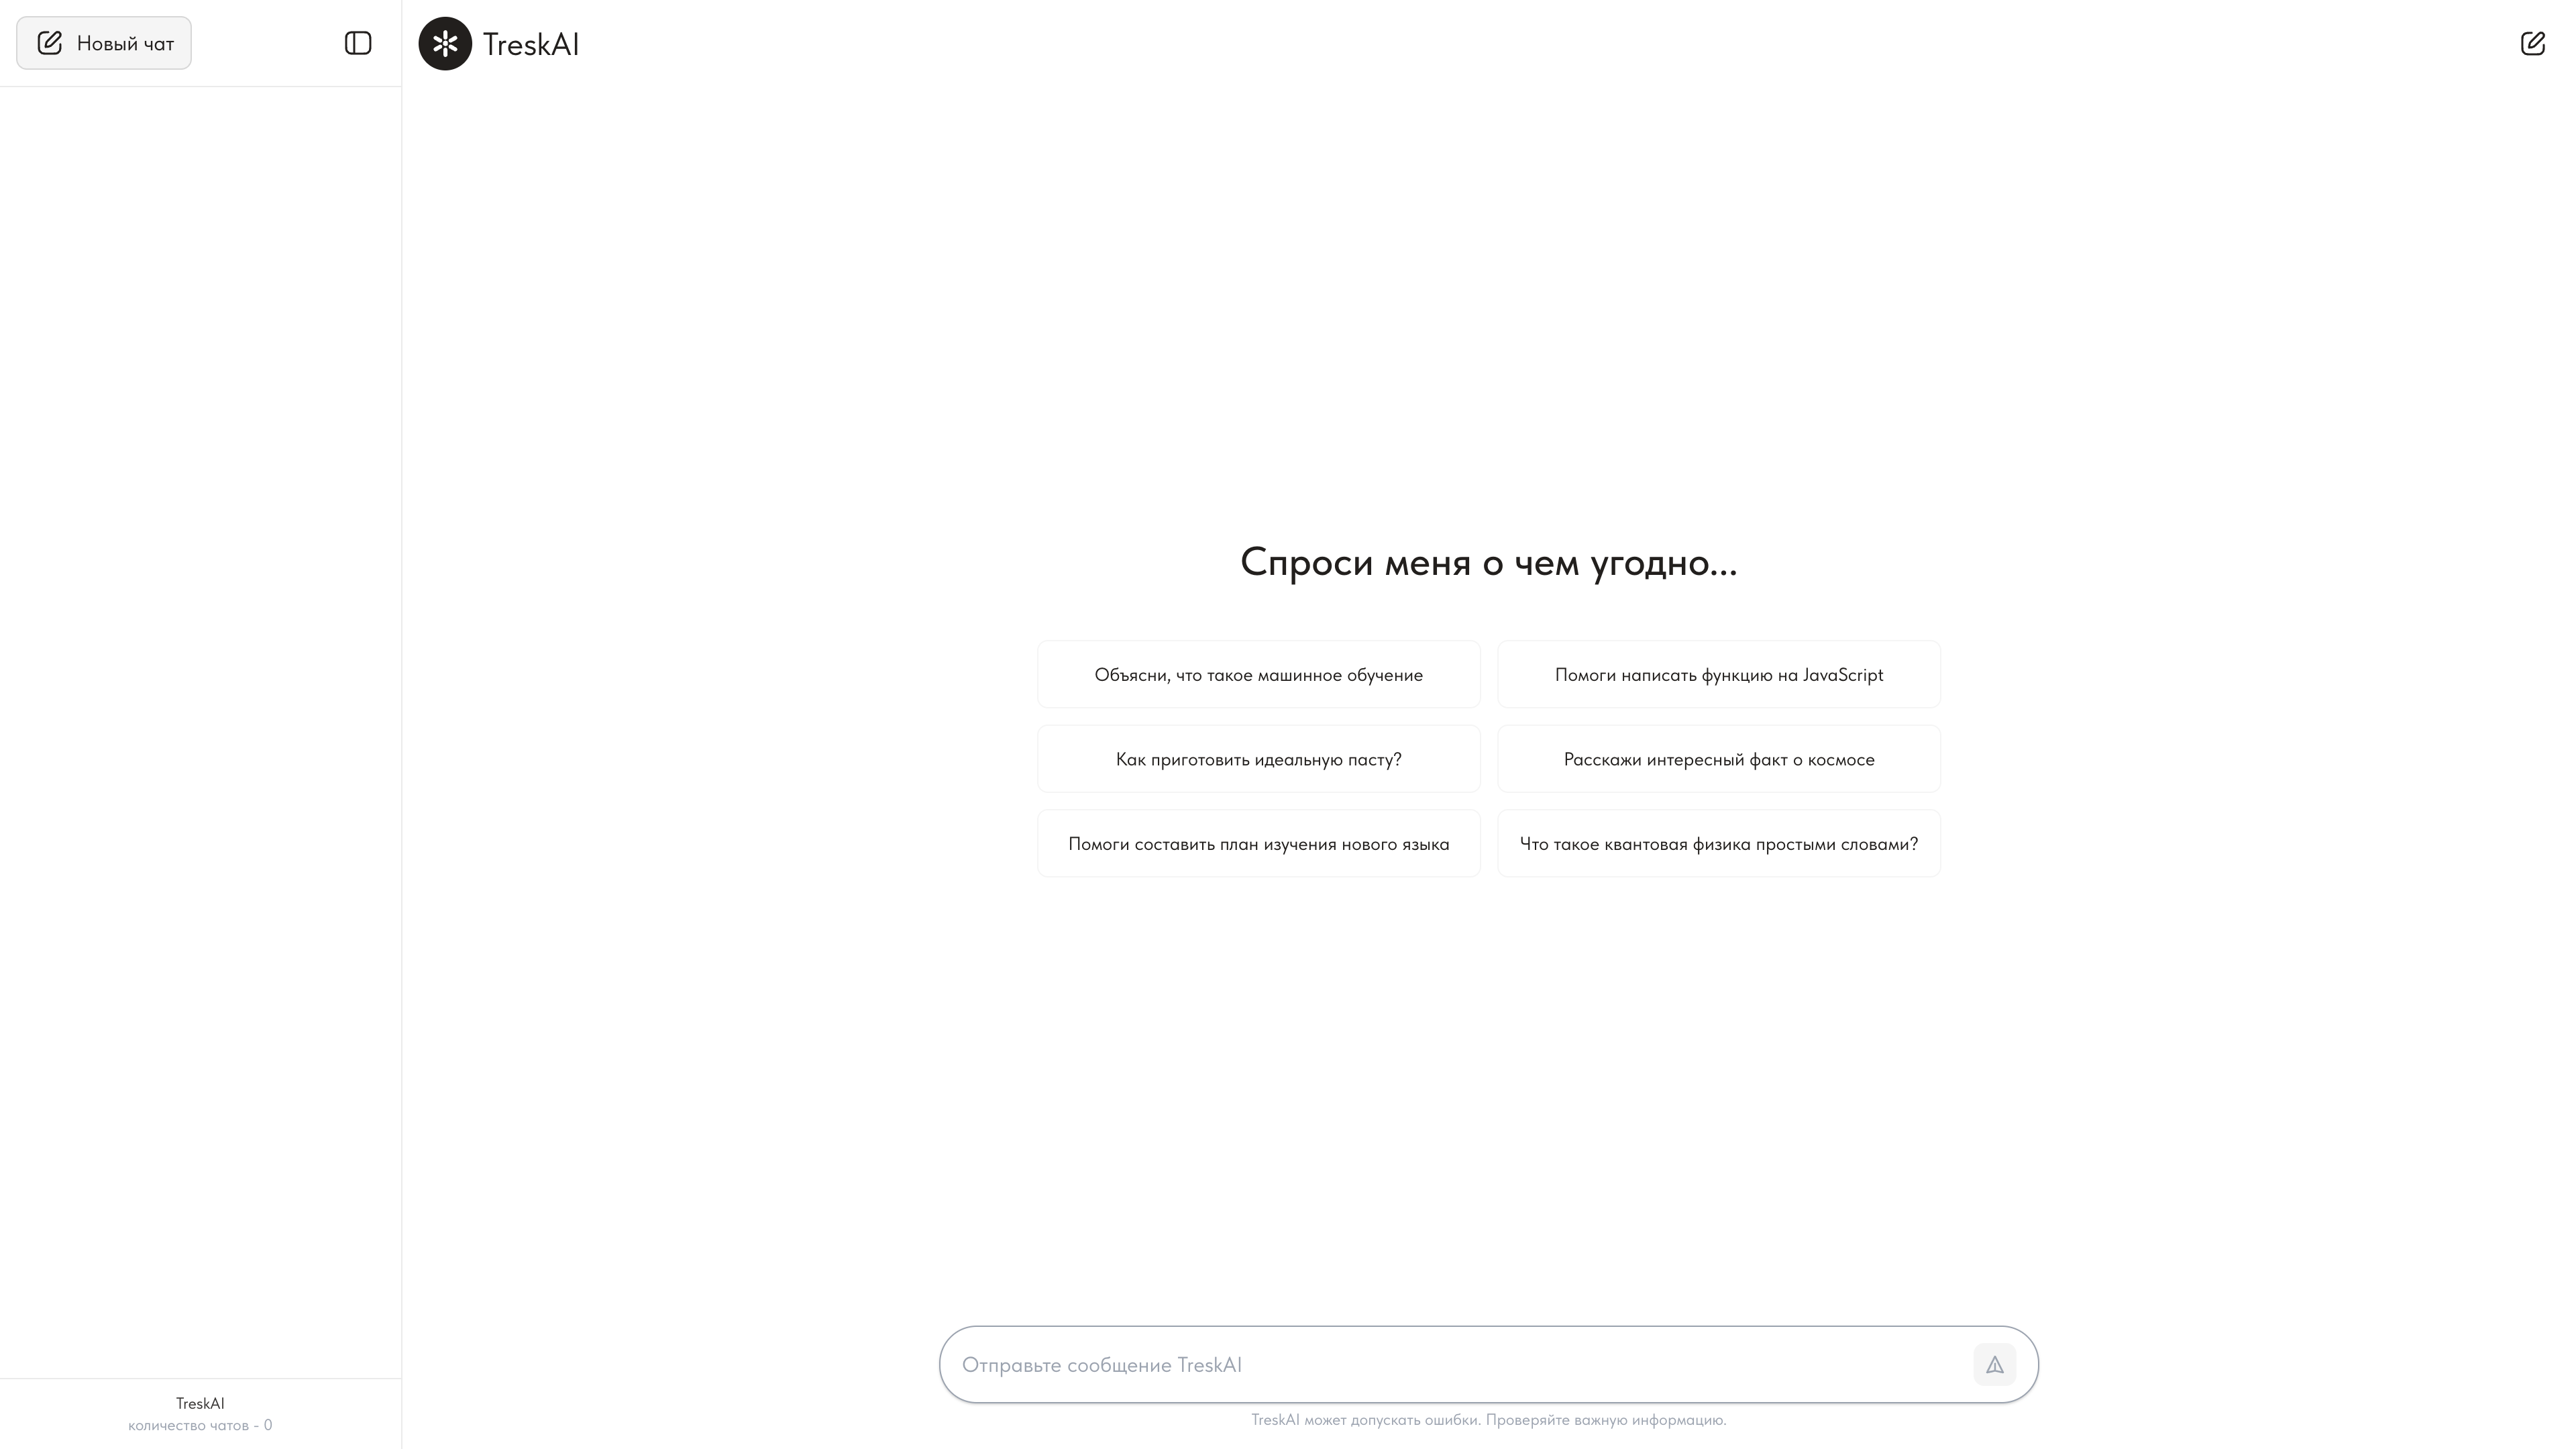 Новый чат
TreskAI
Спроси меня о чем угодно...
Объясни, что такое машинное обучение
Помоги написать функцию на JavaScript
Как приготовить идеальную пасту?
Расскажи интересный факт о космосе
Помоги составить план изучения нового языка
Что такое квантовая физика простыми словами?
Отправьте сообщение TreskAI
TreskAI может допускать ошибки. Проверяйте важную информацию.
TreskAI
количество чатов - 0